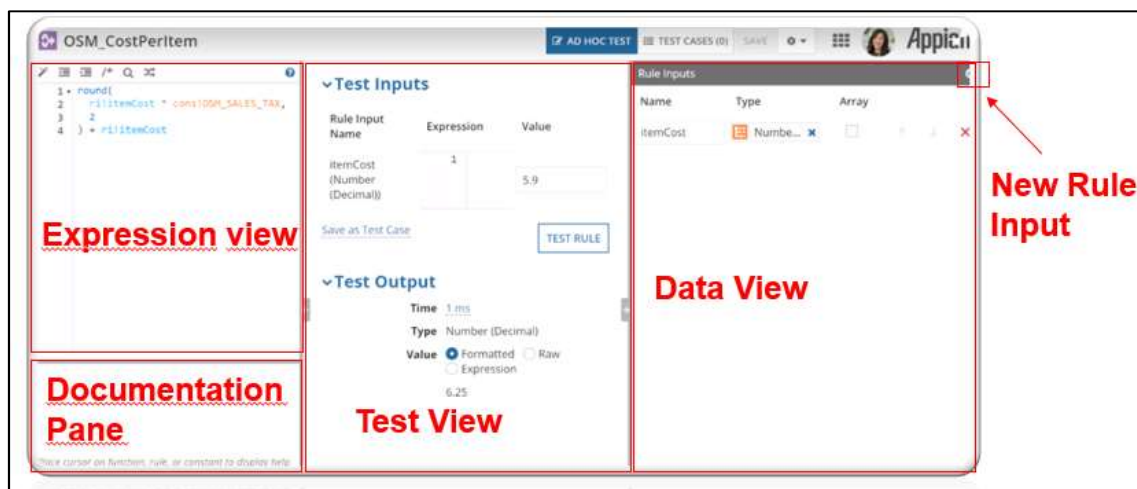 OSM_CostPerItem
AD HOC TEST
TEST CASES (0)
SAVE
Appian
/*
1 round(
2 ri!itemCost * cons!OSM_SALES_TAX,
3 2
4 ) + ri!itemCost
Expression view
Documentation
Pane
Place cursor on function, rule, or constant to display help
Test Inputs
Rule Input
Name
Expression
Value
itemCost
(Number
(Decimal))
1
5.9
Save as Test Case
TEST RULE
Test Output
Time 1 ms
Type Number (Decimal)
Value Formatted Raw
Expression
6.25
Test View
Rule Inputs
Name Type Array
itemCost Numbe...
Data View
New Rule
Input